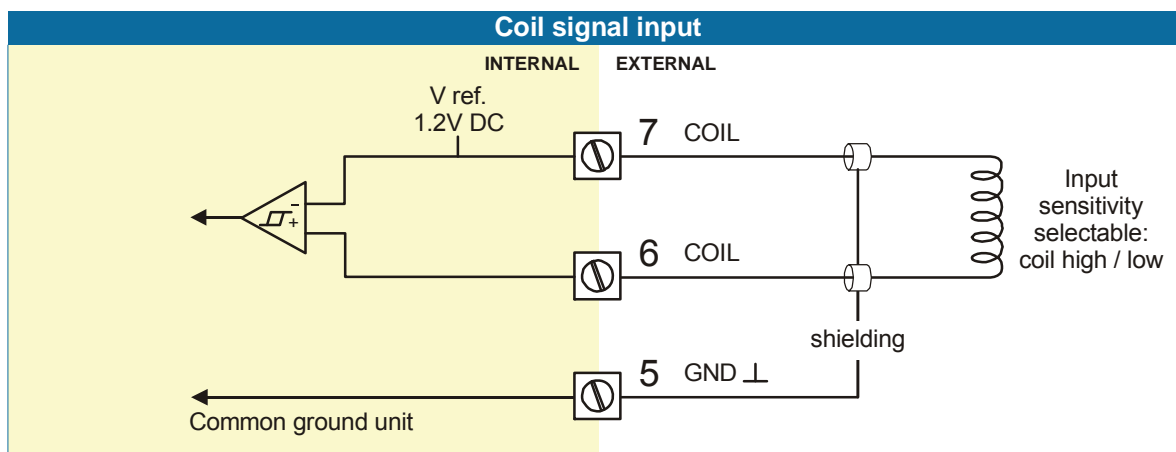 Coil signal input
INTERNAL
EXTERNAL
V ref.
1.2V DC
7 COIL
-
+
Input
sensitivity
selectable:
coil high / low
6 COIL
shielding
5 GND ⊥
Common ground unit